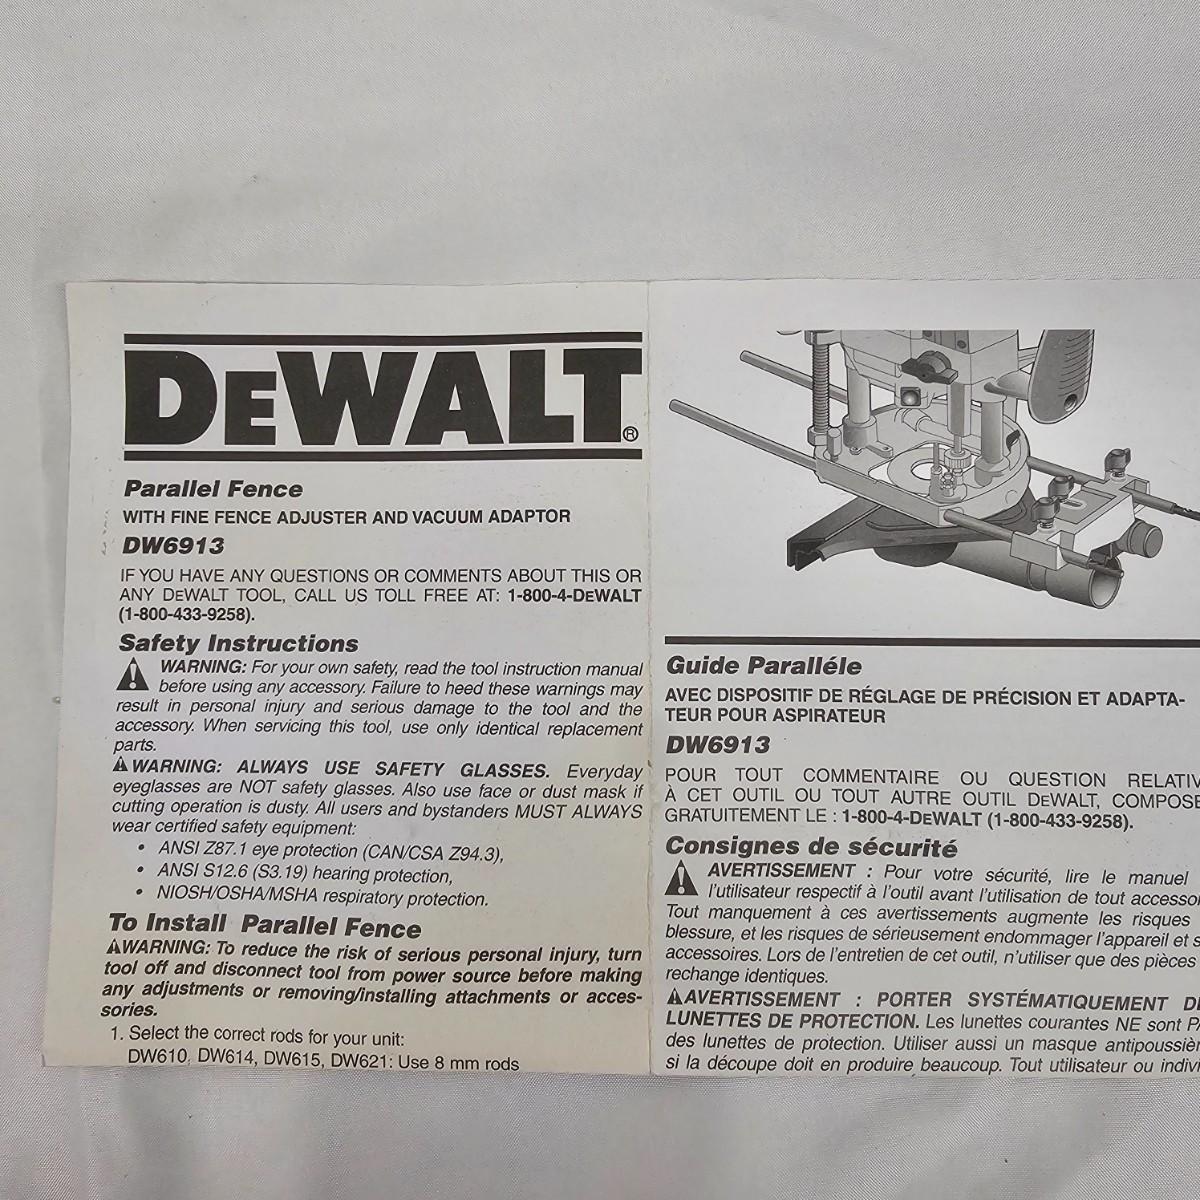 DEWALT®
Parallel Fence
WITH FINE FENCE ADJUSTER AND VACUUM ADAPTOR
DW6913
IF YOU HAVE ANY QUESTIONS OR COMMENTS ABOUT THIS OR
ANY DEWALT TOOL, CALL US TOLL FREE AT: 1-800-4-DEWALT
(1-800-433-9258).
Safety Instructions
WARNING: For your own safety, read the tool instruction manual
before using any accessory. Failure to heed these warnings may
result in personal injury and serious damage to the tool and the
accessory. When servicing this tool, use only identical replacement
parts.
WARNING: ALWAYS USE SAFETY GLASSES. Everyday
eyeglasses are NOT safety glasses. Also use face or dust mask if
cutting operation is dusty. All users and bystanders MUST ALWAYS
wear certified safety equipment:
• ANSI Z87.1 eye protection (CAN/CSA Z94.3),
• ANSI S12.6 (S3.19) hearing protection,
• NIOSH/OSHA/MSHA respiratory protection.
To Install Parallel Fence
WARNING: To reduce the risk of serious personal injury, turn
tool off and disconnect tool from power source before making
any adjustments or removing/installing attachments or acces-
sories.
1. Select the correct rods for your unit:
DW610, DW614, DW615, DW621: Use 8 mm rods
Guide Paralléle
AVEC DISPOSITIF DE RÉGLAGE DE PRÉCISION ET ADAPTA-
TEUR POUR ASPIRATEUR
DW6913
POUR TOUT COMMENTAIRE OU QUESTION RELATIV
À CET OUTIL OU TOUT AUTRE OUTIL DEWALT, COMPOSE
GRATUITEMENT LE : 1-800-4-DEWALT (1-800-433-9258).
Consignes de sécurité
AVERTISSEMENT : Pour votre sécurité, lire le manuel
l'utilisateur respectif à l'outil avant l'utilisation de tout accessoi
Tout manquement à ces avertissements augmente les risques
blessure, et les risques de sérieusement endommager l'appareil et s
accessoires. Lors de l'entretien de cet outil, n'utiliser que des pièces
rechange identiques.
AVERTISSEMENT : PORTER SYSTÉMATIQUEMENT D
LUNETTES DE PROTECTION. Les lunettes courantes NE sont P
des lunettes de protection. Utiliser aussi un masque antipoussièr
si la découpe doit en produire beaucoup. Tout utilisateur ou indiv